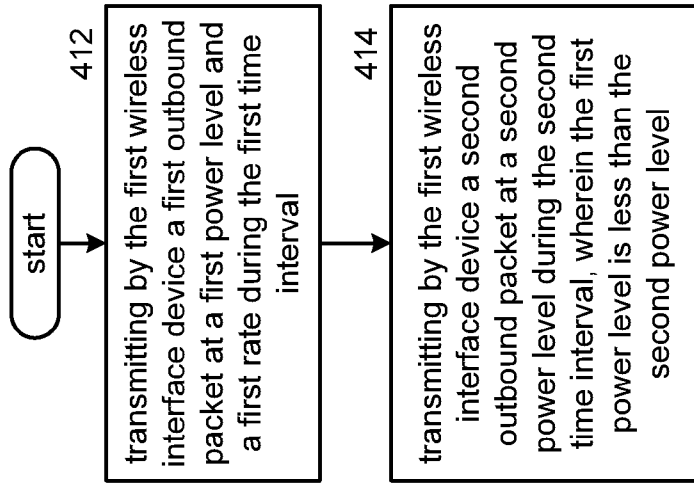 start
412
transmitting by the first wireless
interface device a first outbound
packet at a first power level and
a first rate during the first time
interval
414
transmitting by the first wireless
interface device a second
outbound packet at a second
power level during the second
time interval, wherein the first
power level is less than the
second power level